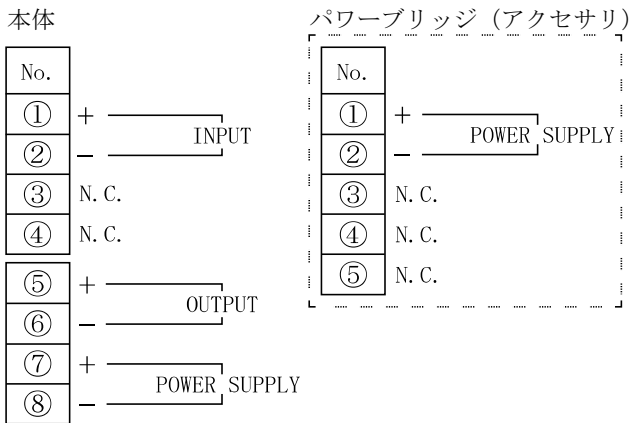 本体
No.
① +
INPUT
② −
③ N.C.
④ N.C.
⑤ +
OUTPUT
⑥ −
⑦ +
POWER SUPPLY
⑧ −
パワーブリッジ (アクセサリ)
No.
① +
POWER SUPPLY
② −
③ N.C.
④ N.C.
⑤ N.C.